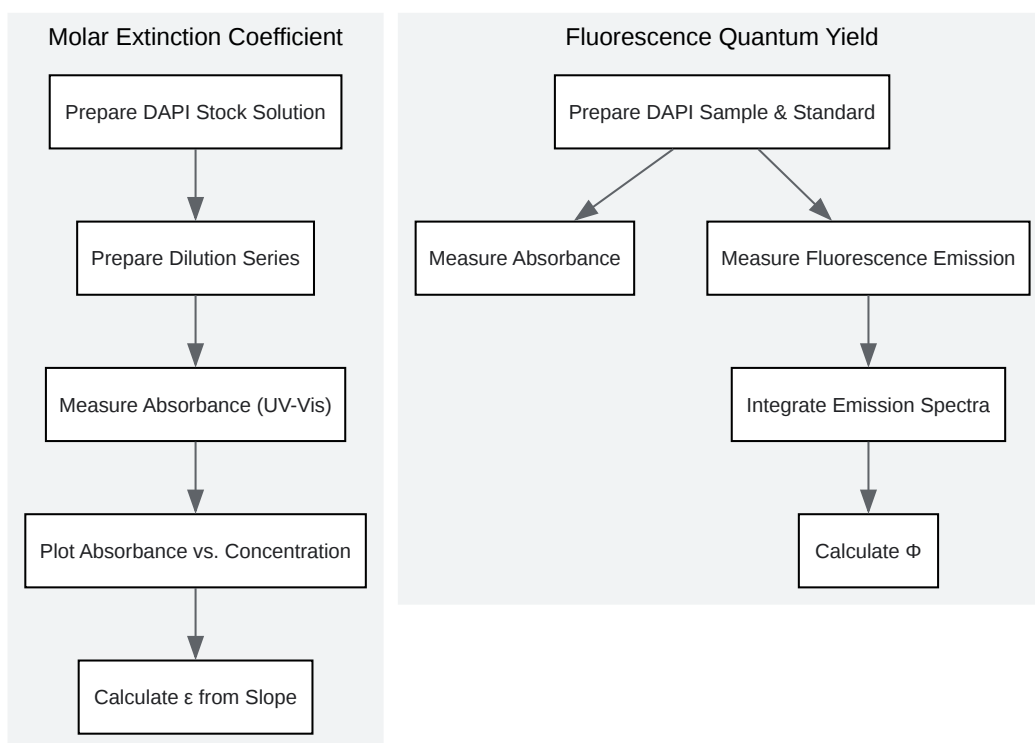 Molar Extinction Coefficient
Prepare DAPI Stock Solution
Prepare Dilution Series
Measure Absorbance (UV-Vis)
Plot Absorbance vs. Concentration
Calculate ε from Slope
Fluorescence Quantum Yield
Prepare DAPI Sample & Standard
Measure Absorbance
Measure Fluorescence Emission
Integrate Emission Spectra
Calculate Φ